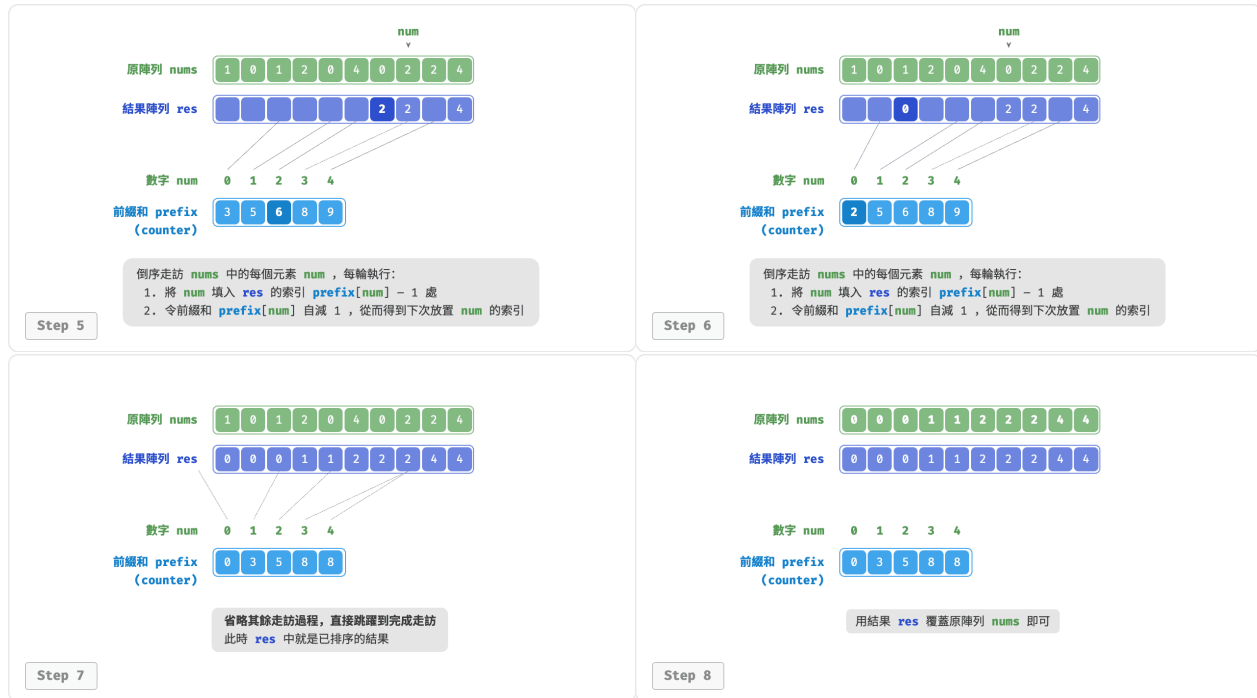 num
原陣列 nums 1 0 1 2 0 4 0 2 2 4
結果陣列 res 2 2 4
數字 num 0 1 2 3 4
前綴和 prefix 3 5 6 8 9
(counter)
倒序走訪 nums 中的每個元素 num ，每輪執行：
1. 將 num 填入 res 的索引 prefix[num] - 1 處
2. 令前綴和 prefix[num] 自減 1 ，從而得到下次放置 num 的索引
Step 5
num
原陣列 nums 1 0 1 2 0 4 0 2 2 4
結果陣列 res 0 2 2 4
數字 num 0 1 2 3 4
前綴和 prefix 2 5 6 8 9
(counter)
倒序走訪 nums 中的每個元素 num ，每輪執行：
1. 將 num 填入 res 的索引 prefix[num] - 1 處
2. 令前綴和 prefix[num] 自減 1 ，從而得到下次放置 num 的索引
Step 6
原陣列 nums 1 0 1 2 0 4 0 2 2 4
結果陣列 res 0 0 0 1 1 2 2 2 4 4
數字 num 0 1 2 3 4
前綴和 prefix 0 3 5 8 8
(counter)
省略其餘走訪過程，直接跳躍到完成走訪
此時 res 中就是已排序的結果
Step 7
原陣列 nums 0 0 0 1 1 2 2 2 4 4
結果陣列 res 0 0 0 1 1 2 2 2 4 4
數字 num 0 1 2 3 4
前綴和 prefix 0 3 5 8 8
(counter)
用結果 res 覆蓋原陣列 nums 即可
Step 8